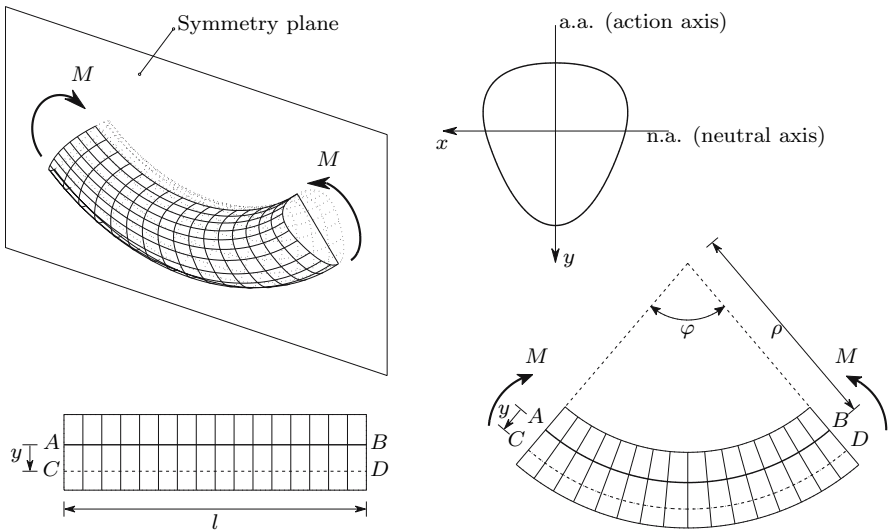 Symmetry plane
M
M
a.a. (action axis)
x
n.a. (neutral axis)
y
φ
ρ
M
M
y
A
B
C
D
A
B
y
C
D
l